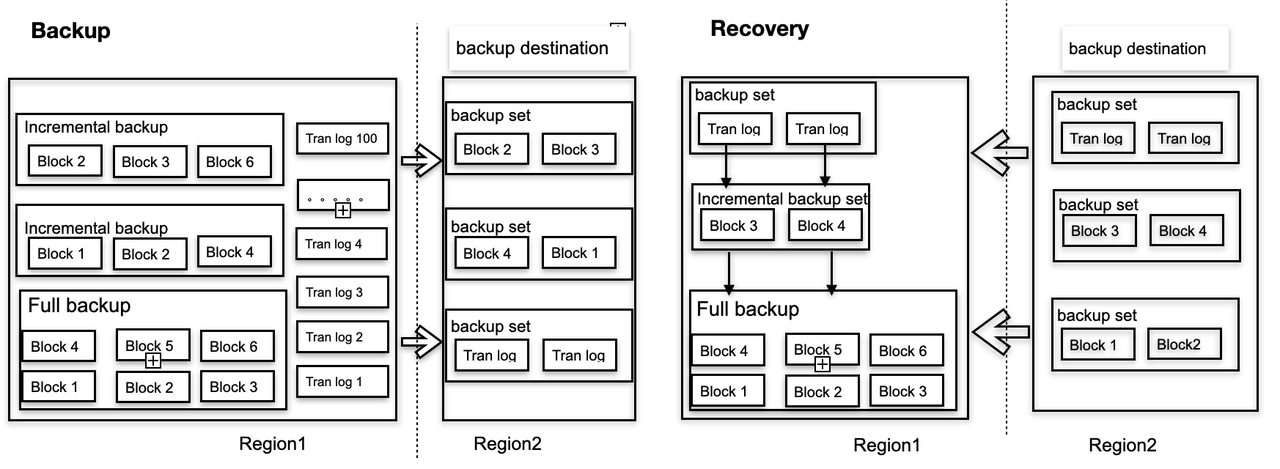 Backup
backup destination
Incremental backup
Block 2
Block 3
Block 6
Incremental backup
Block 1
Block 2
Block 4
Full backup
Block 4
Block 5
Block 6
Block 1
Block 2
Block 3
Tran log 100
Tran log 4
Tran log 3
Tran log 2
Tran log 1
backup set
Block 2
Block 3
backup set
Block 4
Block 1
backup set
Tran log
Tran log
Region1
Region2
Recovery
backup destination
backup set
Tran log
Tran log
Incremental backup set
Block 3
Block 4
Full backup
Block 4
Block 5
Block 6
Block 1
Block 2
Block 3
backup set
Tran log
Tran log
backup set
Block 3
Block 4
backup set
Block 1
Block2
Region1
Region2